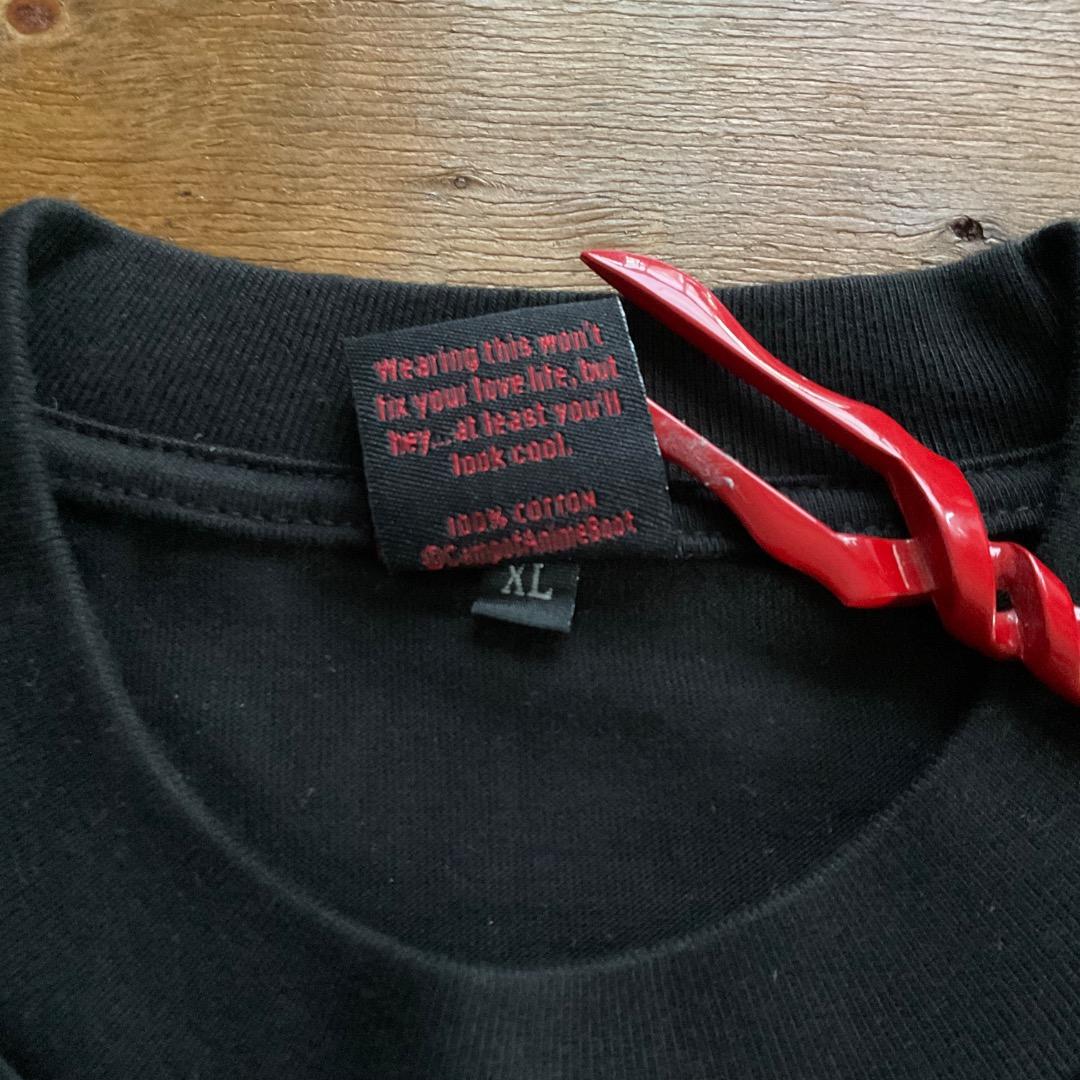 Wearing this won't
fix your love life, but
hey...at least you'll
look cool.
100% COTTON
XL